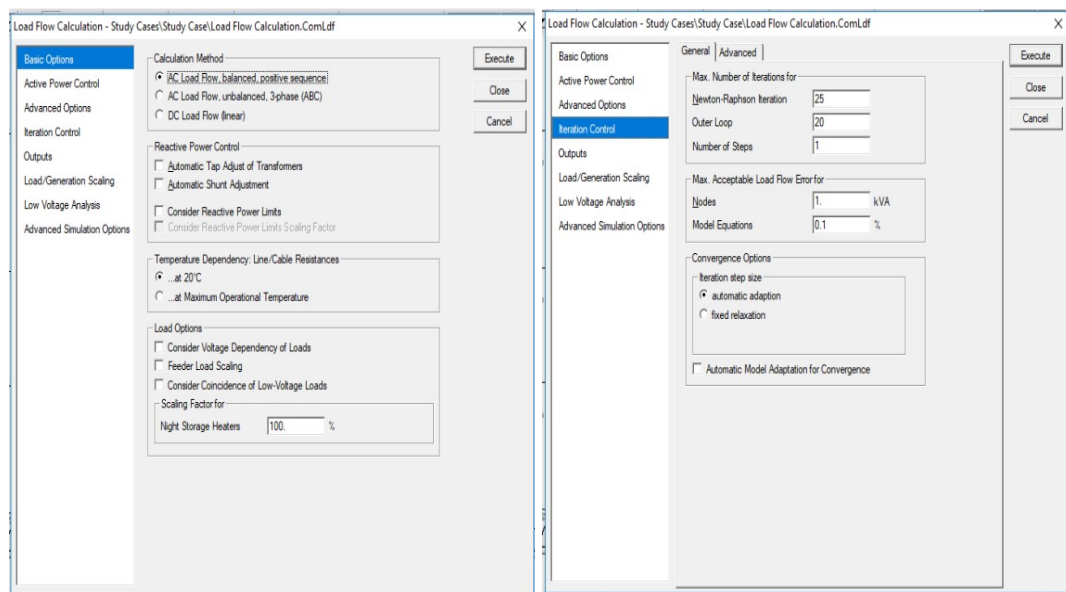 Load Flow Calculation - Study Cases\Study Case\Load Flow Calculation.ComLdf
Basic Options
Active Power Control
Advanced Options
Iteration Control
Outputs
Load/Generation Scaling
Low Voltage Analysis
Advanced Simulation Options
Calculation Method
AC Load Flow, balanced, positive sequence
AC Load Flow, unbalanced, 3-phase (ABC)
DC Load Flow (linear)
Reactive Power Control
Automatic Tap Adjust of Transformers
Automatic Shunt Adjustment
Consider Reactive Power Limits
Consider Reactive Power Limits Scaling Factor
Temperature Dependency: Line/Cable Resistances
...at 20°C
...at Maximum Operational Temperature
Load Options
Consider Voltage Dependency of Loads
Feeder Load Scaling
Consider Coincidence of Low-Voltage Loads
Scaling Factor for
Night Storage Heaters 100. %
Execute
Close
Cancel
Load Flow Calculation - Study Cases\Study Case\Load Flow Calculation.ComLdf
Basic Options
Active Power Control
Advanced Options
Iteration Control
Outputs
Load/Generation Scaling
Low Voltage Analysis
Advanced Simulation Options
General Advanced
Max. Number of Iterations for
Newton-Raphson Iteration 25
Outer Loop 20
Number of Steps 1
Max. Acceptable Load Flow Error for
Nodes 1. kVA
Model Equations 0.1 %
Convergence Options
Iteration step size
automatic adaption
fixed relaxation
Automatic Model Adaptation for Convergence
Execute
Close
Cancel